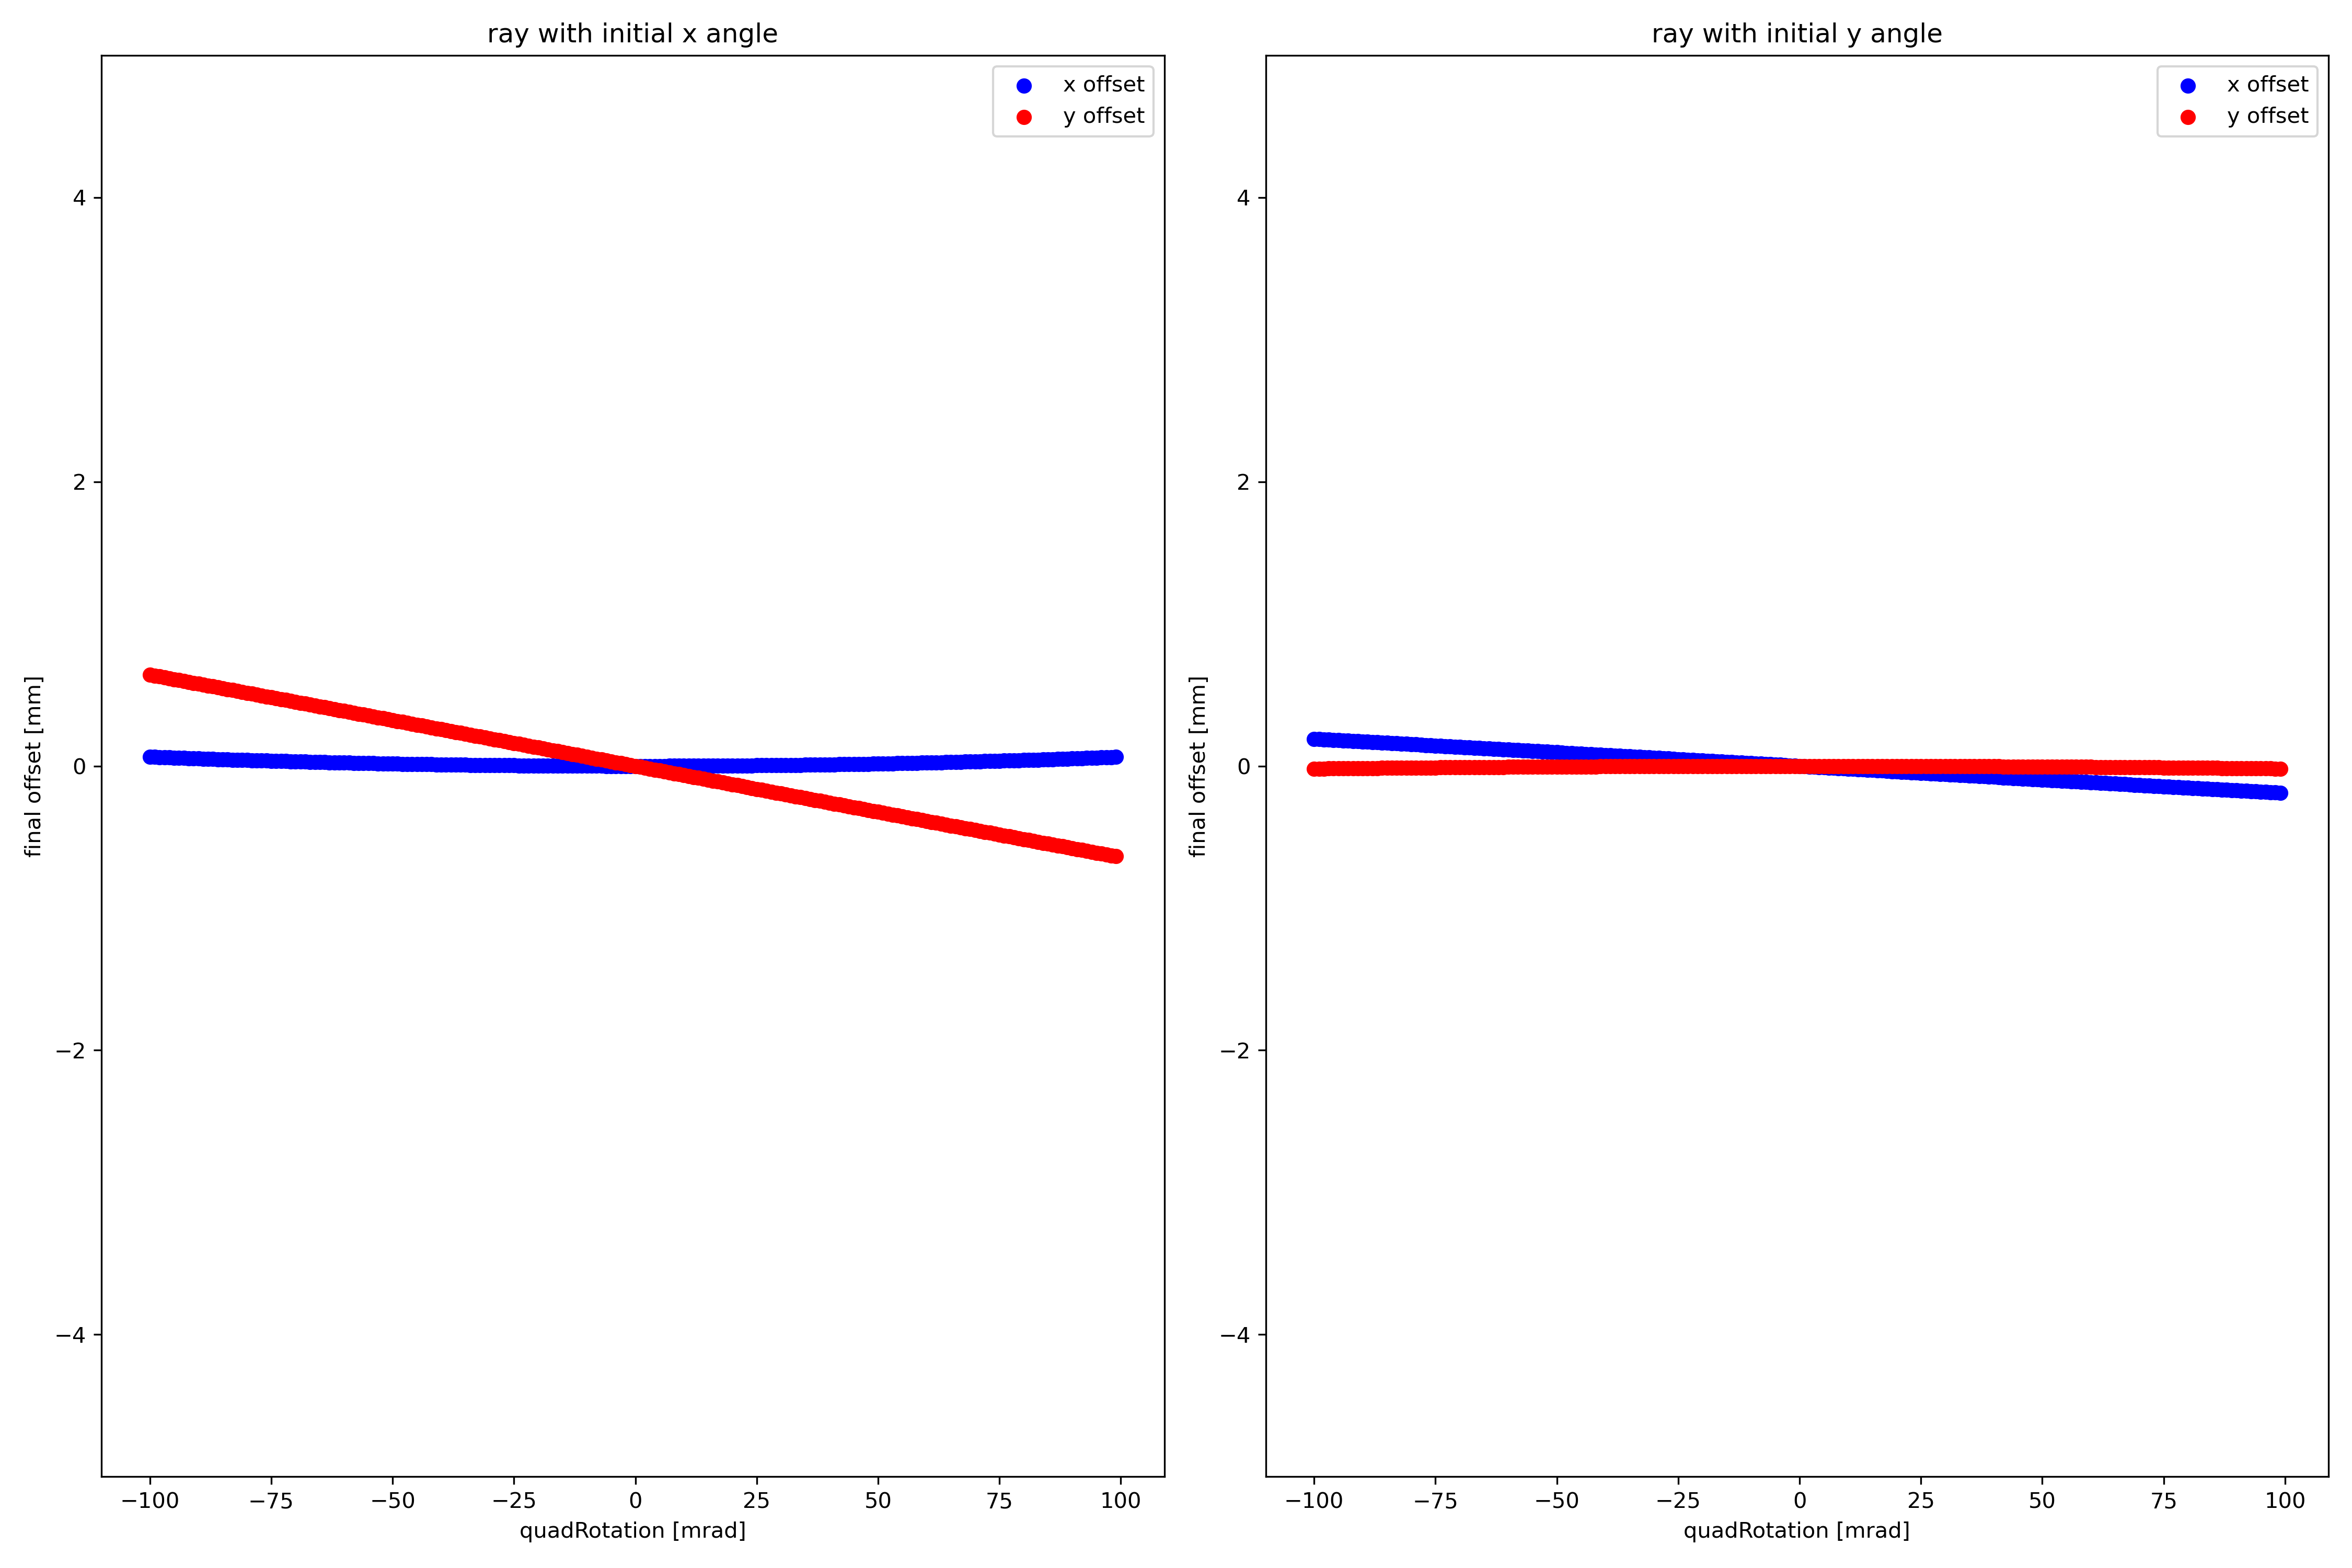 ray with initial x angle
x offset
y offset
4
2
0
−2
−4
final offset [mm]
−100 −75 −50 −25 0 25 50 75 100
quadRotation [mrad]
ray with initial y angle
x offset
y offset
4
2
0
−2
−4
final offset [mm]
−100 −75 −50 −25 0 25 50 75 100
quadRotation [mrad]